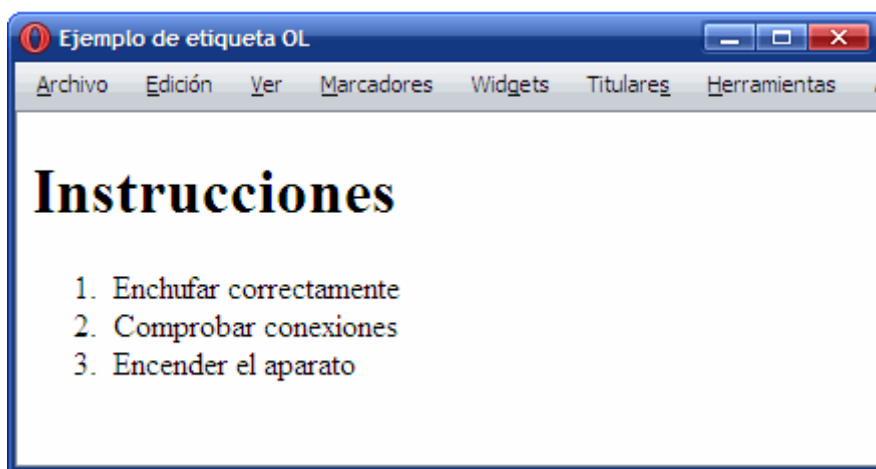 Ejemplo de etiqueta OL
Archivo Edición Ver Marcadores Widgets Titulares Herramientas
Instrucciones
1. Enchufar correctamente
2. Comprobar conexiones
3. Encender el aparato